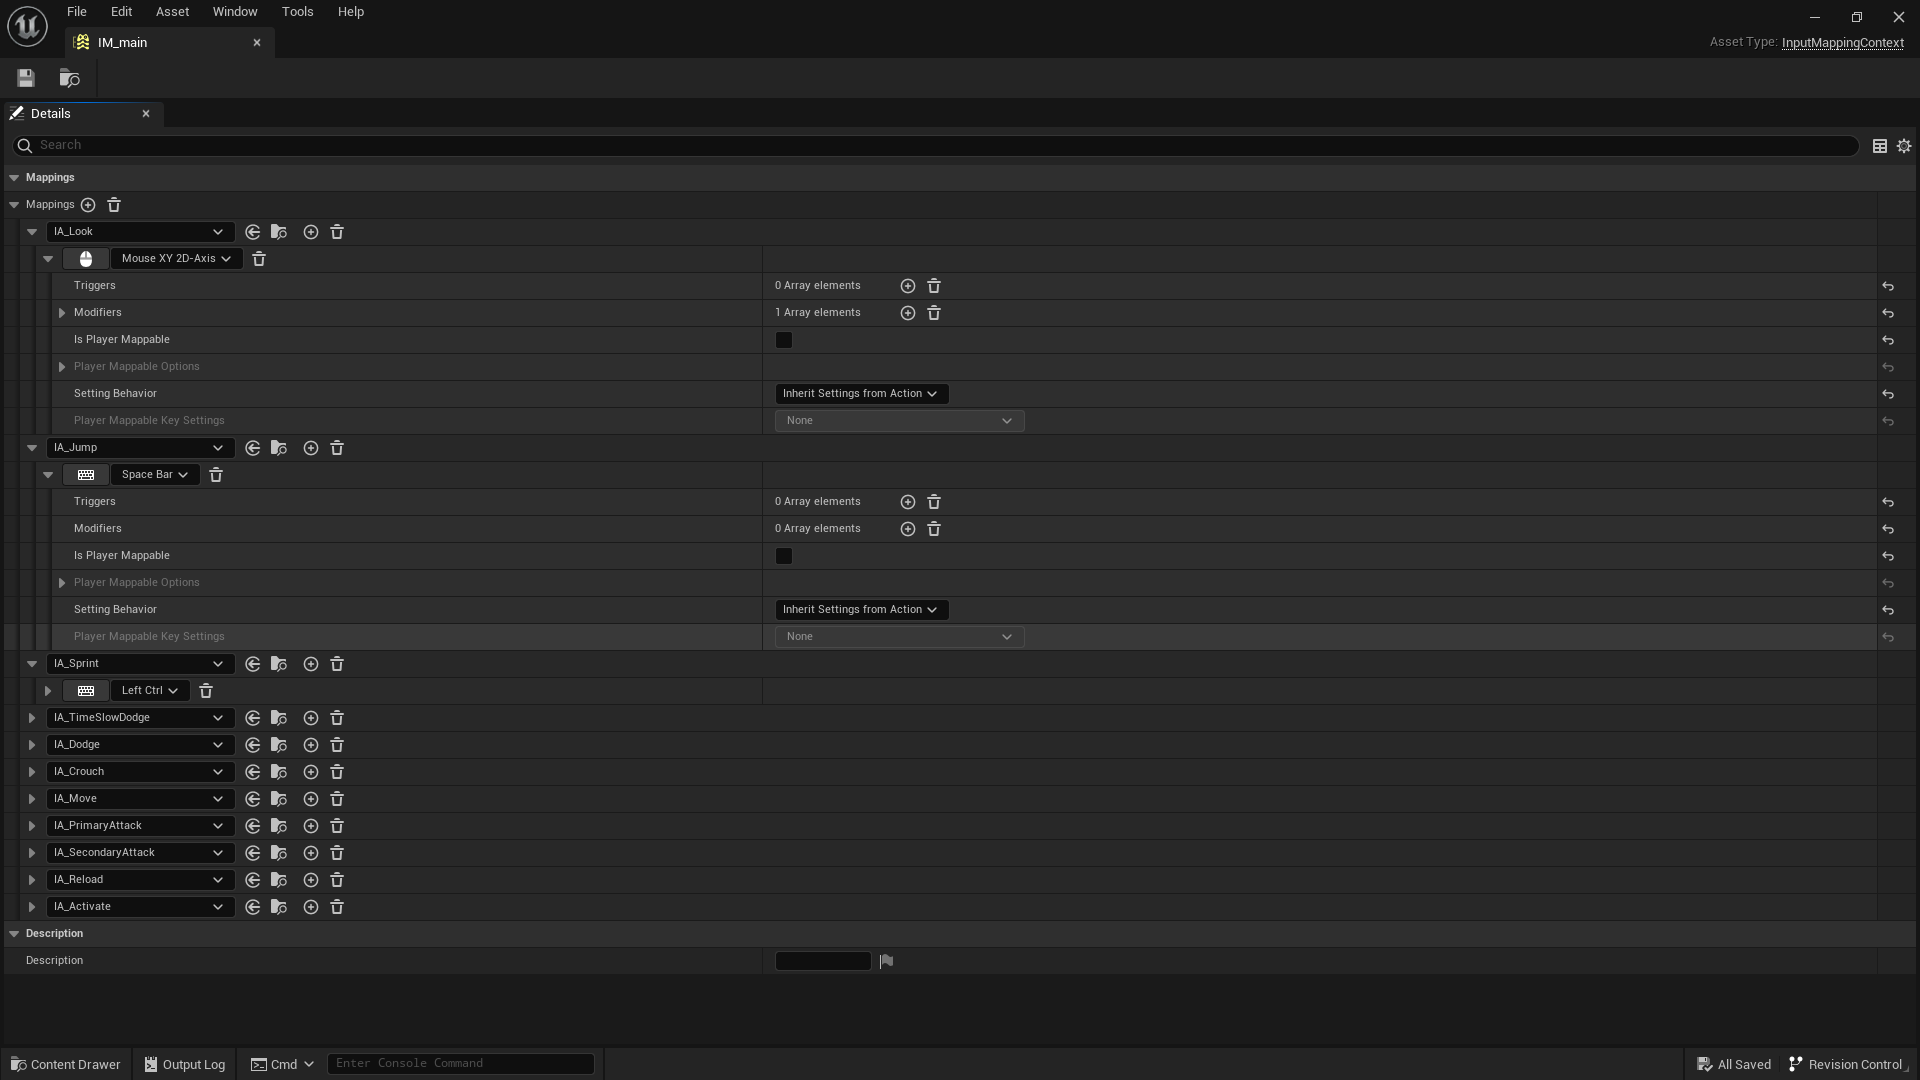 File Edit Asset Window Tools Help
IM_main
Asset Type: InputMappingContext
Details
Search
Mappings
Mappings
IA_Look
Mouse XY 2D-Axis
Triggers 0 Array elements
Modifiers 1 Array elements
Is Player Mappable
Player Mappable Options
Setting Behavior Inherit Settings from Action
Player Mappable Key Settings None
IA_Jump
Space Bar
Triggers 0 Array elements
Modifiers 0 Array elements
Is Player Mappable
Player Mappable Options
Setting Behavior Inherit Settings from Action
Player Mappable Key Settings None
IA_Sprint
Left Ctrl
IA_TimeSlowDodge
IA_Dodge
IA_Crouch
IA_Move
IA_PrimaryAttack
IA_SecondaryAttack
IA_Reload
IA_Activate
Description
Description
Content Drawer Output Log Cmd Enter Console Command All Saved Revision Control